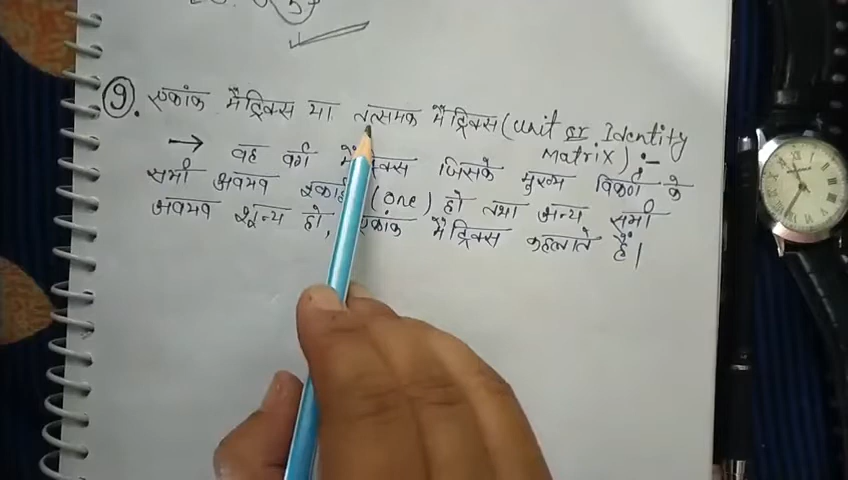 9. एकांक मैट्रिक्स या तत्समक मैट्रिक्स (Unit or Identity
Matrix) :-
→ वह वर्ग मैट्रिक्स जिसके मुख्य विकर्ण के
सभी अवयव इकाई (One) हो तथा अन्य सभी
अवयव शून्य हो, एकांक मैट्रिक्स कहलाते हैं।